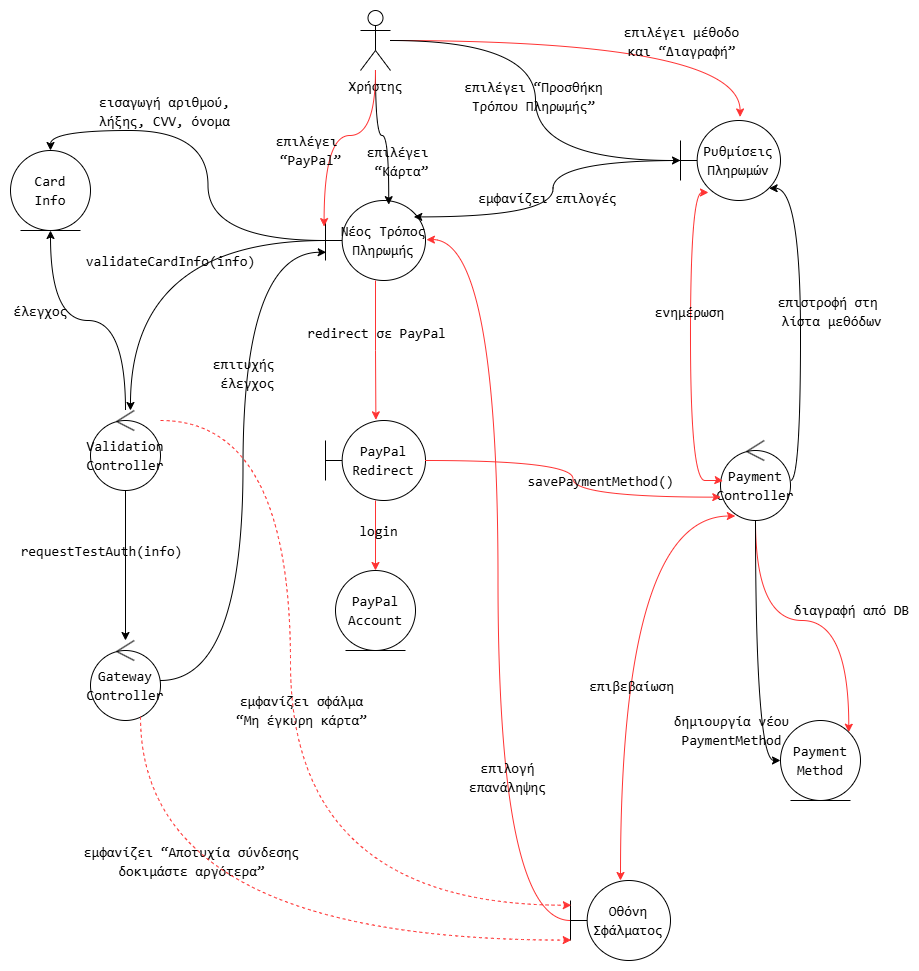 επιλέγει μέθοδο
και “Διαγραφή”
Χρήστης
επιλέγει “Προσθήκη
Τρόπου Πληρωμής”
εισαγωγή αριθμού,
λήξης, CVV, όνομα
επιλέγει
“PayPal”
επιλέγει
“Κάρτα”
Ρυθμίσεις
Πληρωμών
Card
Info
εμφανίζει επιλογές
Νέος Τρόπος
Πληρωμής
validateCardInfo(info)
έλεγχος
redirect σε PayPal
ενημέρωση
επιστροφή στη
λίστα μεθόδων
επιτυχής
έλεγχος
Validation
Controller
PayPal
Redirect
savePaymentMethod()
Payment
Controller
login
requestTestAuth(info)
PayPal
Account
διαγραφή από DB
Gateway
Controller
επιβεβαίωση
εμφανίζει σφάλμα
“Μη έγκυρη κάρτα”
δημιουργία νέου
PaymentMethod
Payment
Method
επιλογή
επανάληψης
εμφανίζει “Αποτυχία σύνδεσης
δοκιμάστε αργότερα”
Οθόνη
Σφάλματος